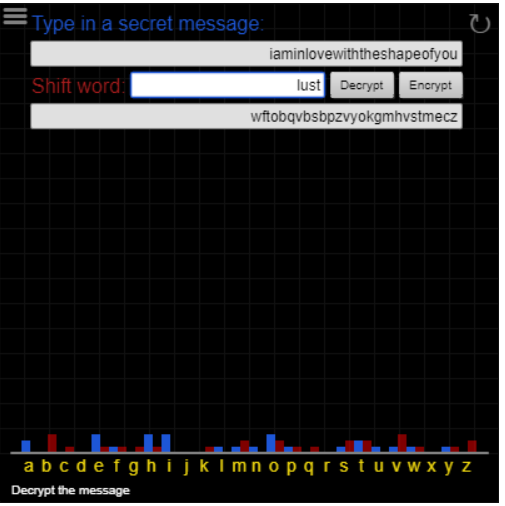 Type in a secret message:
iaminlovewiththeshapeofyou
Shift word: lust Decrypt Encrypt
wftobqvbsbpzvyokgmhvstmecz
a b c d e f g h i j k l m n o p q r s t u v w x y z
Decrypt the message